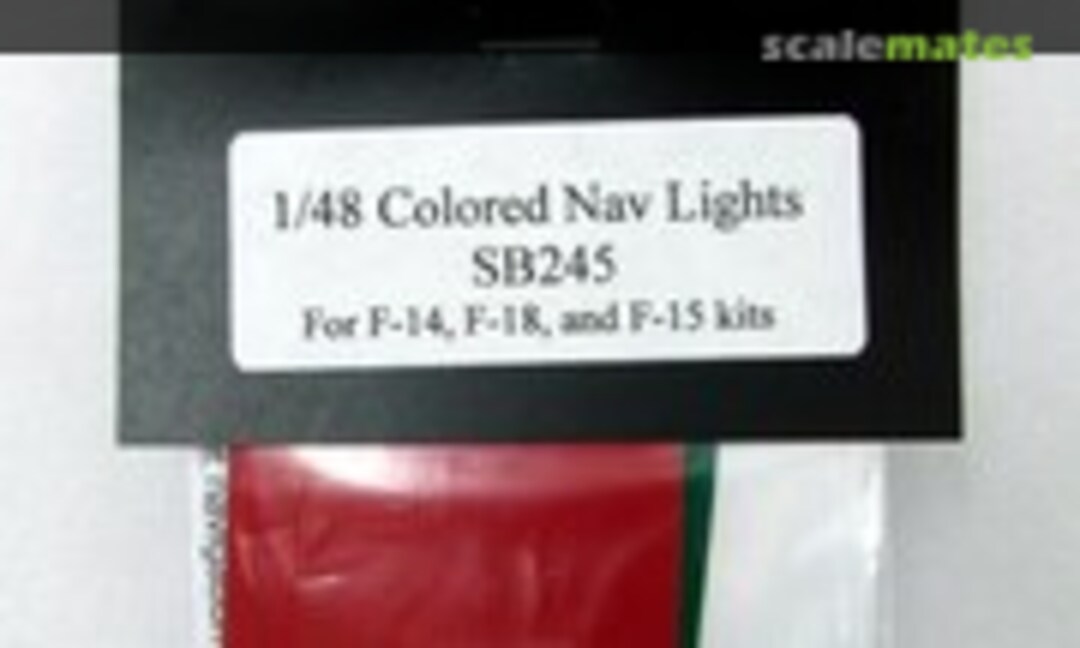 scalemates
1/48 Colored Nav Lights
SB245
For F-14, F-18, and F-15 kits